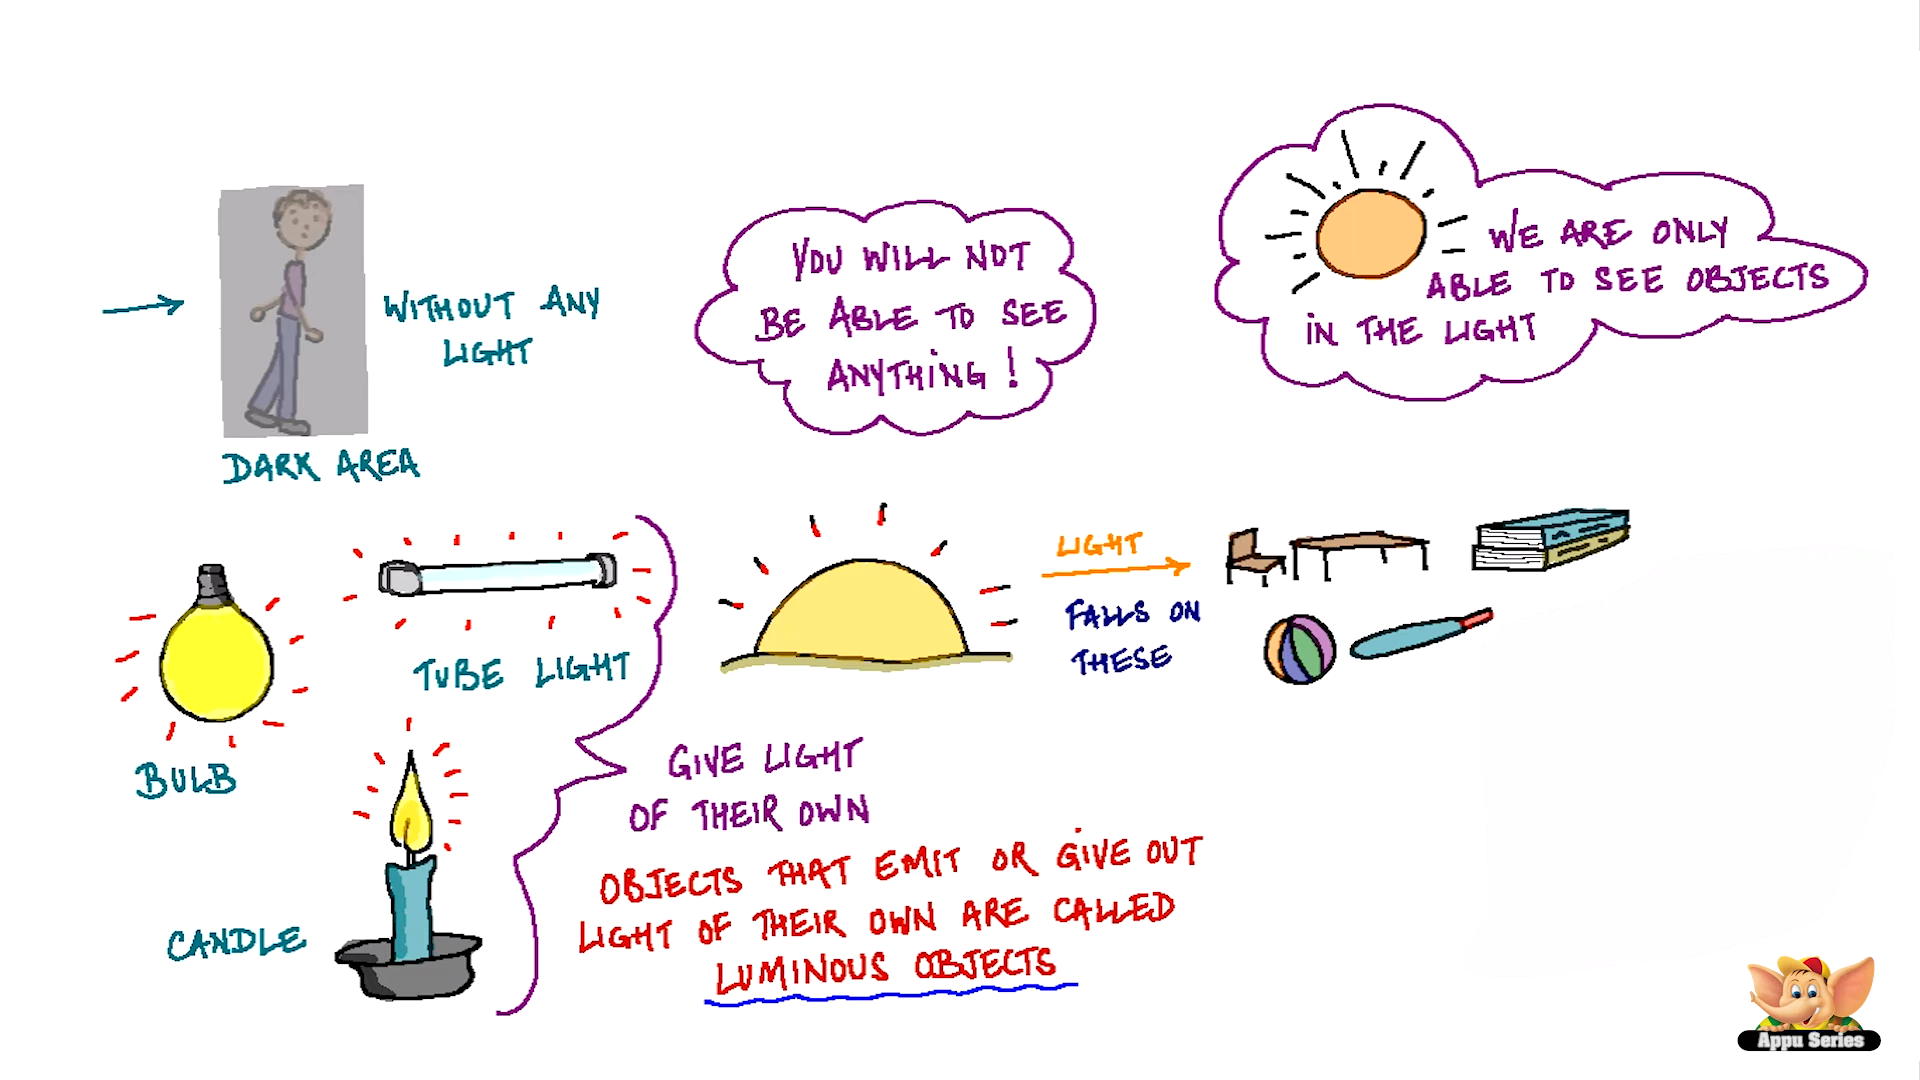 WITHOUT ANY
LIGHT
DARK AREA
YOU WILL NOT
BE ABLE TO SEE
ANYTHING!
WE ARE ONLY
ABLE TO SEE OBJECTS
IN THE LIGHT
BULB
TUBE LIGHT
CANDLE
LIGHT
FALLS ON
THESE
GIVE LIGHT
OF THEIR OWN
OBJECTS THAT EMIT OR GIVE OUT
LIGHT OF THEIR OWN ARE CALLED
LUMINOUS OBJECTS
Appu Series